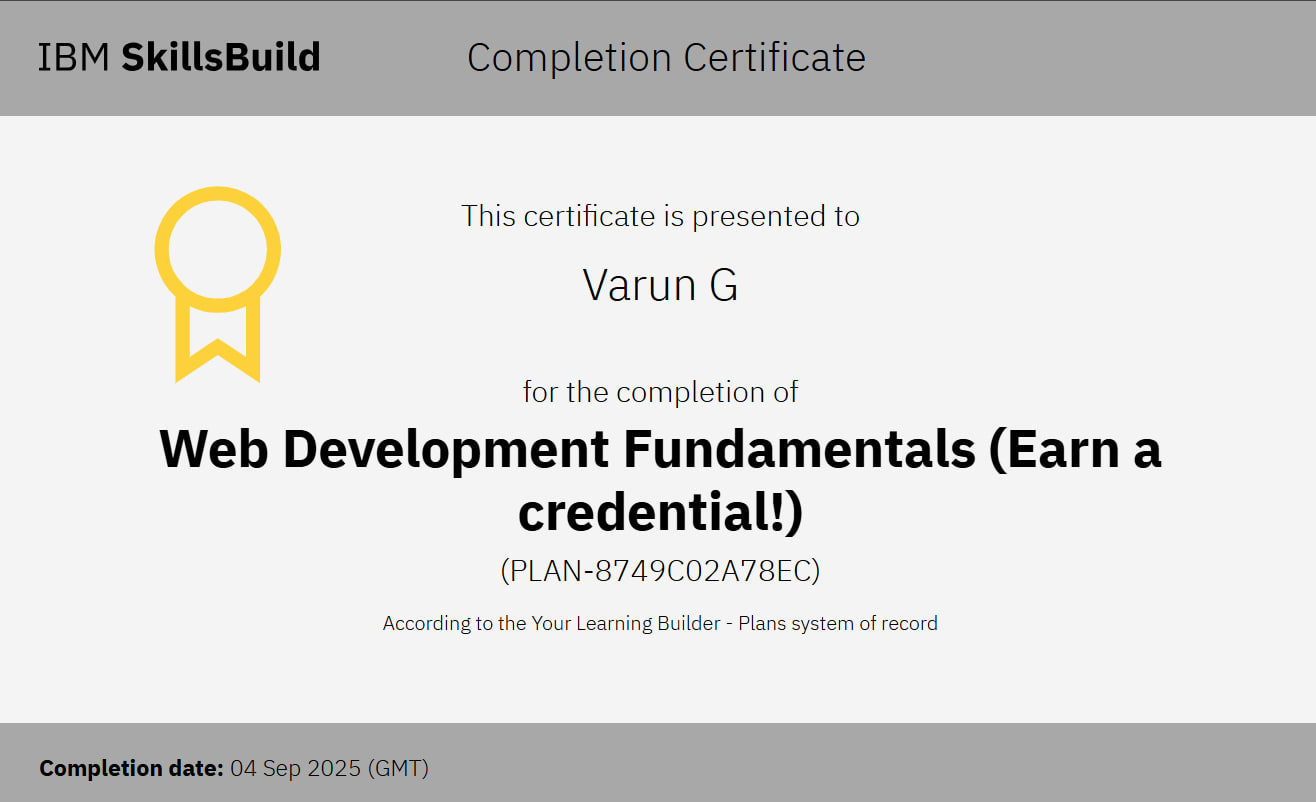 IBM SkillsBuild
Completion Certificate
This certificate is presented to
Varun G
for the completion of
Web Development Fundamentals (Earn a
credential!)
(PLAN-8749C02A78EC)
According to the Your Learning Builder - Plans system of record
Completion date: 04 Sep 2025 (GMT)